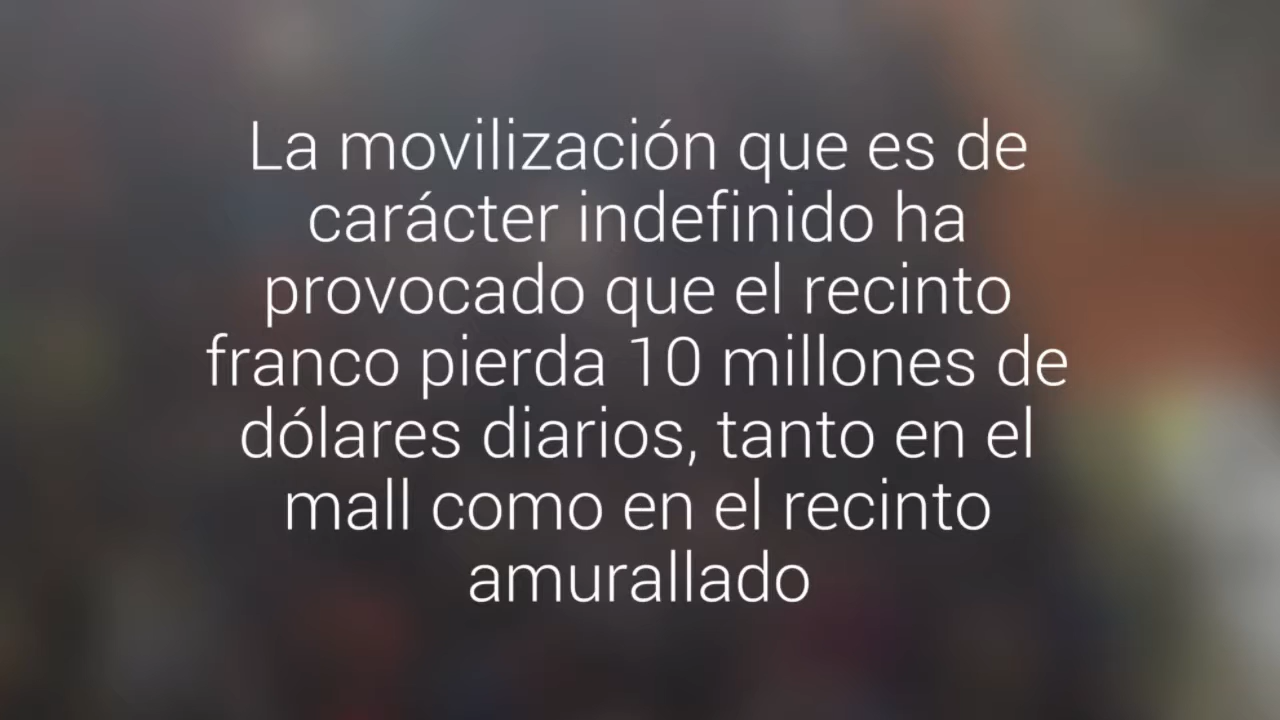 La movilización que es de
carácter indefinido ha
provocado que el recinto
franco pierda 10 millones de
dólares diarios, tanto en el
mall como en el recinto
amurallado